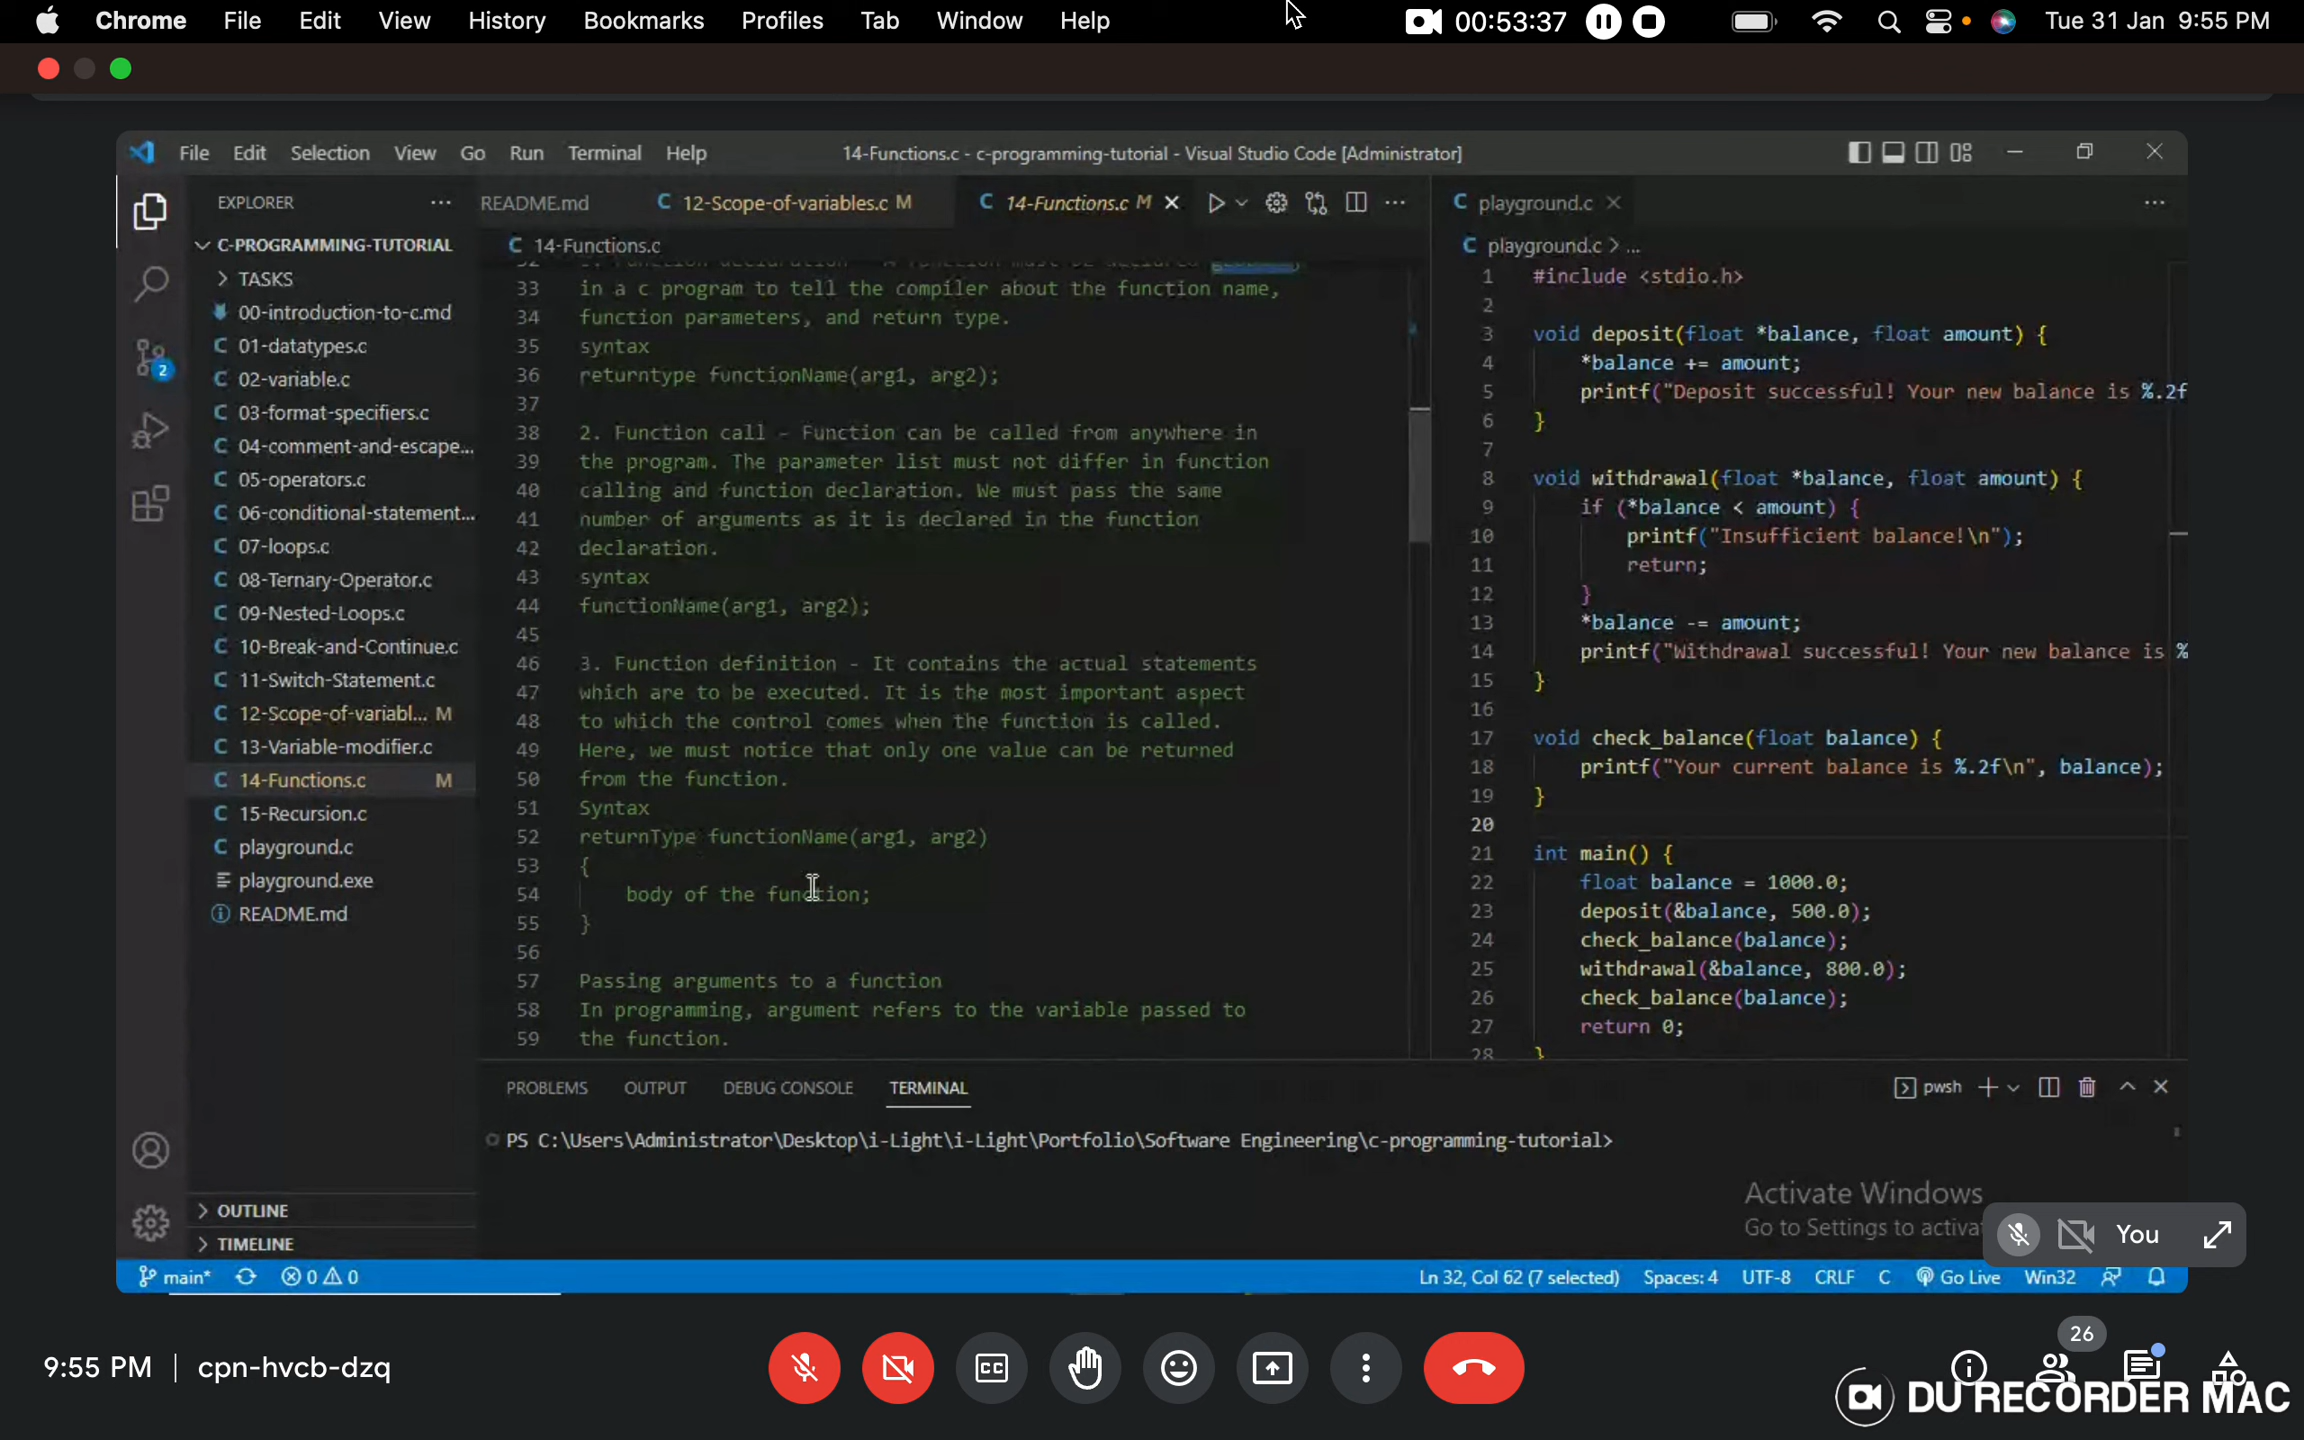 Chrome File Edit View History Bookmarks Profiles Tab Window Help 00:53:37 Tue 31 Jan 9:55 PM
File Edit Selection View Go Run Terminal Help 14-Functions.c - c-programming-tutorial - Visual Studio Code [Administrator]
EXPLORER
C-PROGRAMMING-TUTORIAL
TASKS
00-introduction-to-c.md
C 01-datatypes.c
C 02-variable.c
C 03-format-specifiers.c
C 04-comment-and-escape...
C 05-operators.c
C 06-conditional-statement...
C 07-loops.c
C 08-Ternary-Operator.c
C 09-Nested-Loops.c
C 10-Break-and-Continue.c
C 11-Switch-Statement.c
C 12-Scope-of-variabl... M
C 13-Variable-modifier.c
C 14-Functions.c M
C 15-Recursion.c
C playground.c
playground.exe
README.md
OUTLINE
TIMELINE
2
README.md C 12-Scope-of-variables.c M C 14-Functions.c M
C 14-Functions.c
33 in a c program to tell the compiler about the function name,
34 function parameters, and return type.
35 syntax
36 returntype functionName(arg1, arg2);
37
38 2. Function call - Function can be called from anywhere in
39 the program. The parameter list must not differ in function
40 calling and function declaration. We must pass the same
41 number of arguments as it is declared in the function
42 declaration.
43 syntax
44 functionName(arg1, arg2);
45
46 3. Function definition - It contains the actual statements
47 which are to be executed. It is the most important aspect
48 to which the control comes when the function is called.
49 Here, we must notice that only one value can be returned
50 from the function.
51 Syntax
52 returnType functionName(arg1, arg2)
53 {
54 body of the function;
55 }
56
57 Passing arguments to a function
58 In programming, argument refers to the variable passed to
59 the function.
C playground.c
C playground.c > ...
1 #include <stdio.h>
2
3 void deposit(float *balance, float amount) {
4 *balance += amount;
5 printf("Deposit successful! Your new balance is %.2f
6 }
7
8 void withdrawal(float *balance, float amount) {
9 if (*balance < amount) {
10 printf("Insufficient balance!\n");
11 return;
12 }
13 *balance -= amount;
14 printf("Withdrawal successful! Your new balance is %
15 }
16
17 void check_balance(float balance) {
18 printf("Your current balance is %.2f\n", balance);
19 }
20
21 int main() {
22 float balance = 1000.0;
23 deposit(&balance, 500.0);
24 check_balance(balance);
25 withdrawal(&balance, 800.0);
26 check_balance(balance);
27 return 0;
28 }
PROBLEMS OUTPUT DEBUG CONSOLE TERMINAL pwsh
PS C:\Users\Administrator\Desktop\i-Light\i-Light\Portfolio\Software Engineering\c-programming-tutorial>
Activate Windows
Go to Settings to activa
You
main* 0 0 Ln 32, Col 62 (7 selected) Spaces: 4 UTF-8 CRLF C Go Live Win32
26
9:55 PM | cpn-hvcb-dzq
CC
DU RECORDER MAC